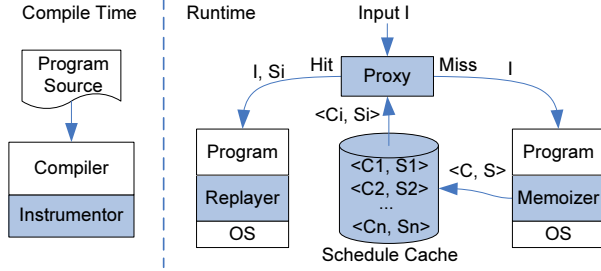 Compile Time
Runtime
Input I
Program
Source
I, Si
Hit
Proxy
Miss
I
<Ci, Si>
Compiler
Instrumentor
Program
Replayer
OS
<C1, S1>
<C2, S2>
...
<Cn, Sn>
Schedule Cache
<C, S>
Program
Memoizer
OS